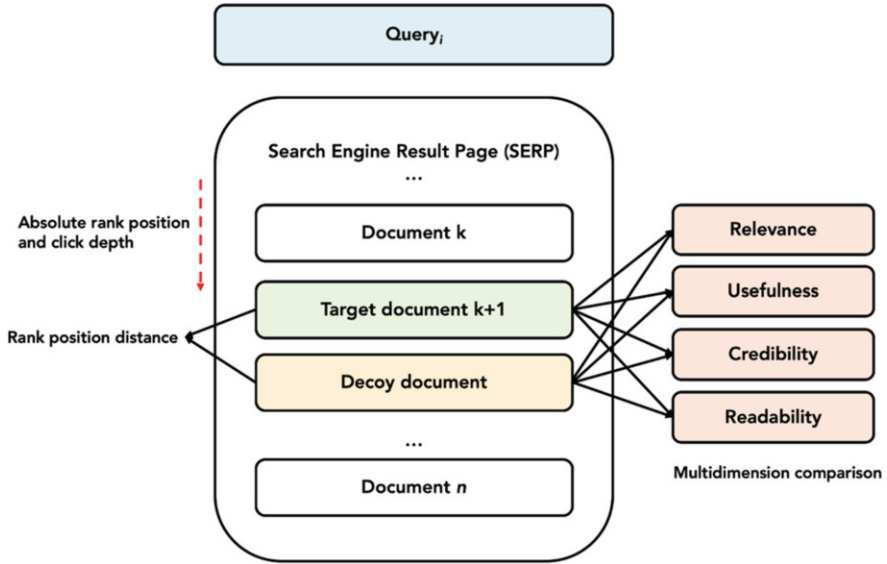 Query𝑖
Search Engine Result Page (SERP)
...
Absolute rank position
and click depth
Document k
Target document k+1
Rank position distance
Decoy document
...
Document n
Relevance
Usefulness
Credibility
Readability
Multidimension comparison